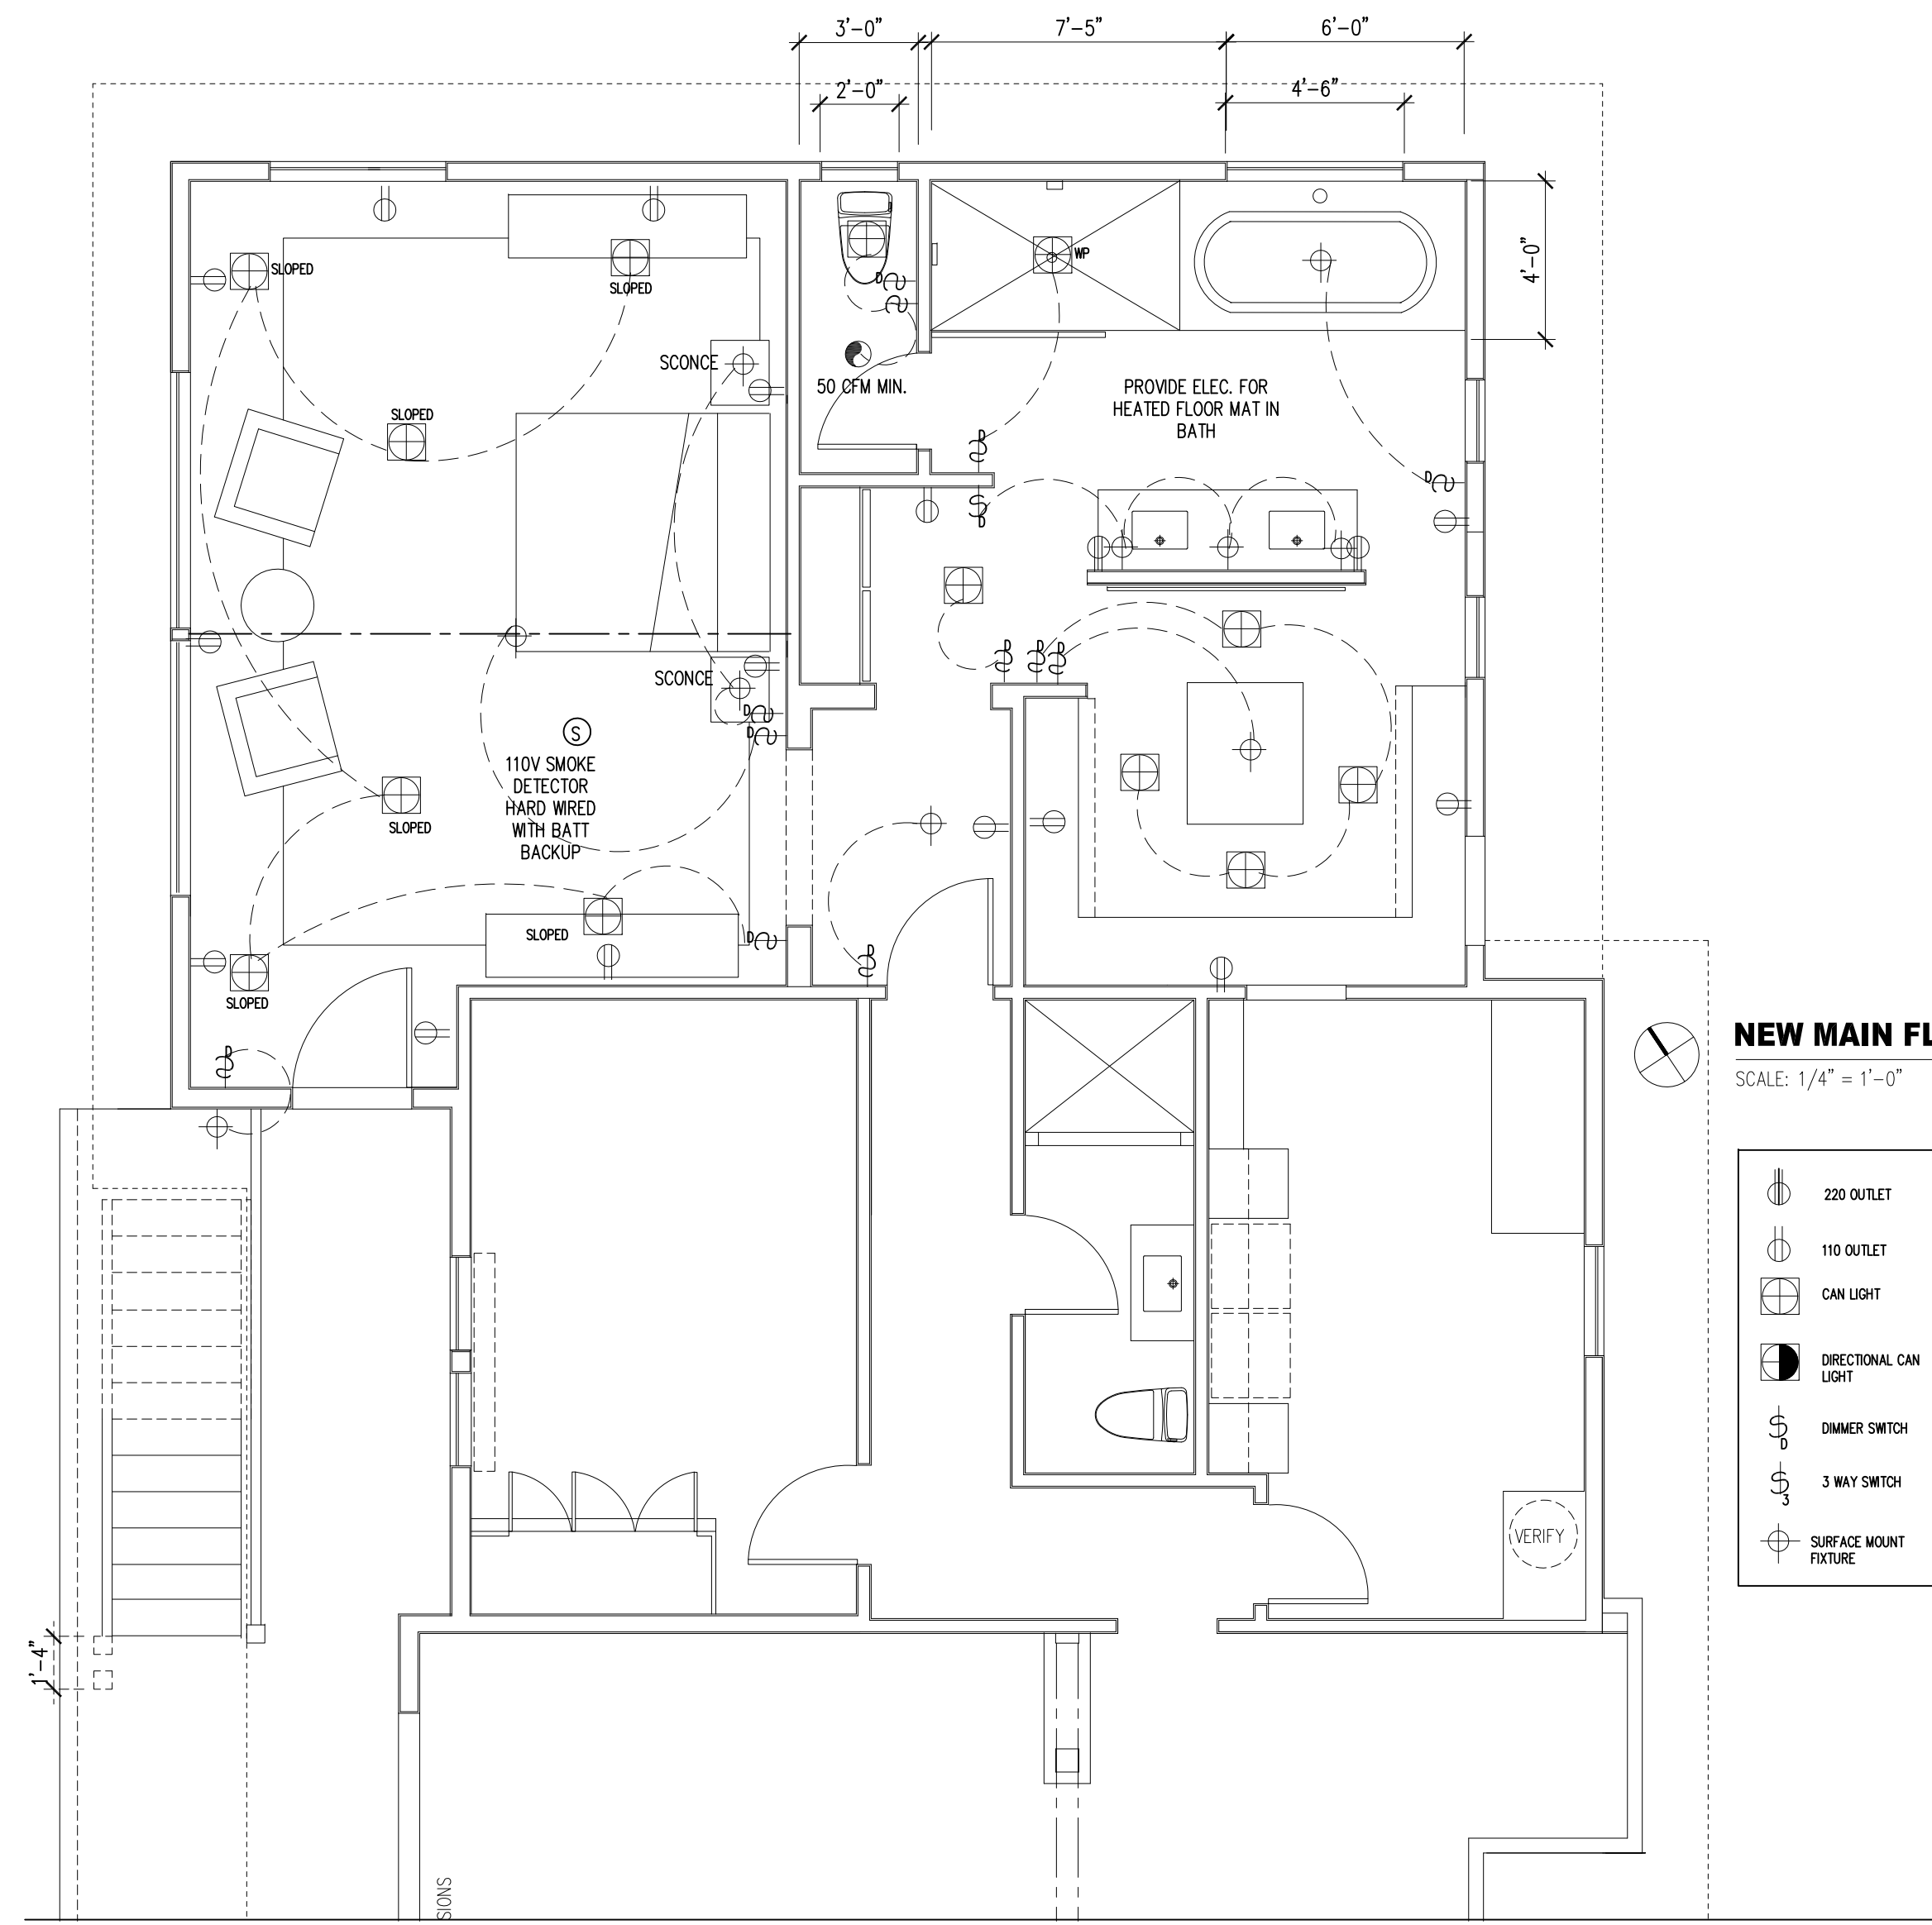 3'-0"
7'-5"
6'-0"
2'-0"
4'-6"
4'-0"
SLOPED
SLOPED
WP
D
SCONCE
50 CFM MIN.
PROVIDE ELEC. FOR
HEATED FLOOR MAT IN
BATH
SLOPED
D
D
D
D
D
D
SCONCE
D
D
S
110V SMOKE
DETECTOR
HARD WIRED
WITH BATT
BACKUP
SLOPED
SLOPED
D
D
SLOPED
D
NEW MAIN FL
SCALE: 1/4" = 1'-0"
220 OUTLET
110 OUTLET
CAN LIGHT
DIRECTIONAL CAN
LIGHT
D
DIMMER SWITCH
3
3 WAY SWITCH
SURFACE MOUNT
FIXTURE
VERIFY
1'-4"
SIONS